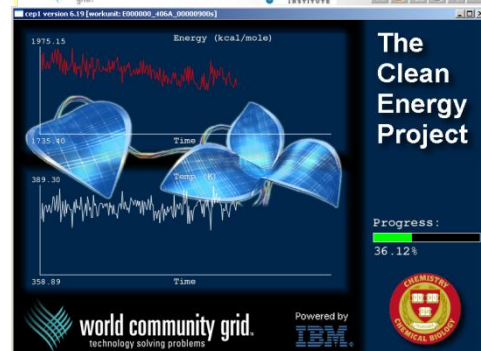 INSTITUTE
cep1 version 6.19 [workunit: E000000_406A_00000900s]
1975.15
Energy (kcal/mole)
1735.40
Time
389.30
Temp (K)
358.89
Time
The
Clean
Energy
Project
Progress:
36.12%
world community grid.
technology solving problems
Powered by
IBM.
CHEMISTRY
CHEMICAL BIOLOGY